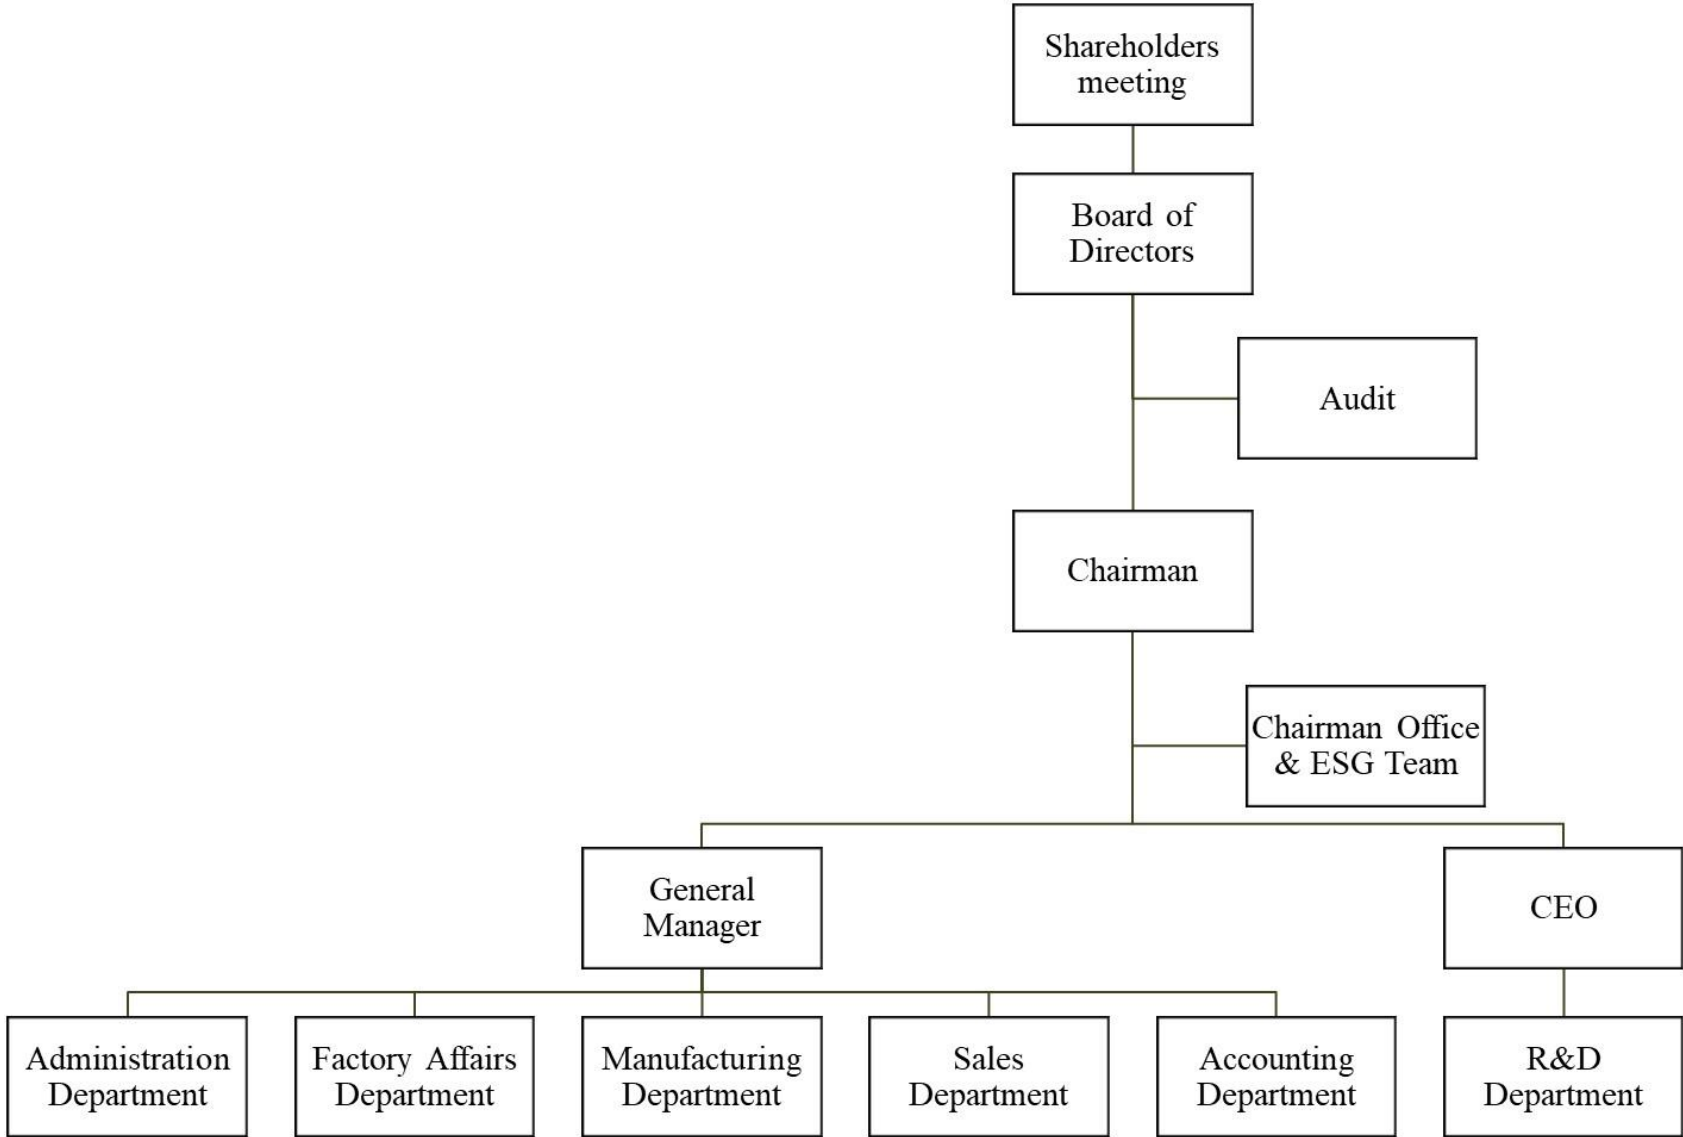 Shareholders
meeting
Board of
Directors
Audit
Chairman
Chairman Office
& ESG Team
General
Manager
CEO
Administration
Department
Factory Affairs
Department
Manufacturing
Department
Sales
Department
Accounting
Department
R&D
Department